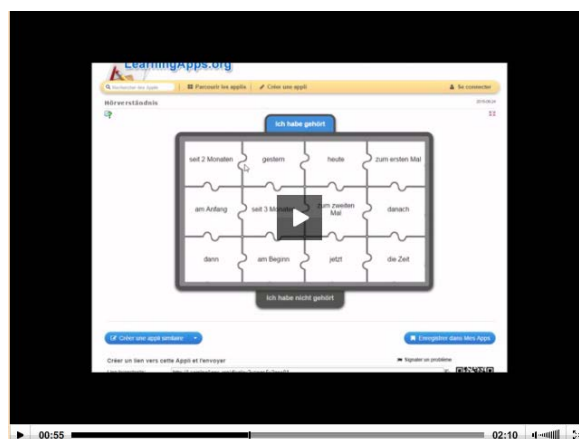 LearningApps.org
Parcourir les applis
Créer une appli
Se connecter
Hörverständnis
Ich habe gehört
seit 2 Monaten
gestern
heute
zum ersten Mal
am Anfang
seit 3 Monaten
zum zweiten
Mal
danach
dann
am Beginn
jetzt
die Zeit
Ich habe nicht gehört
Créer une appli similaire
Enregistrer dans Mes Apps
Créer un lien vers cette Appli et l'envoyer
Signaler un problème
00:55
02:10